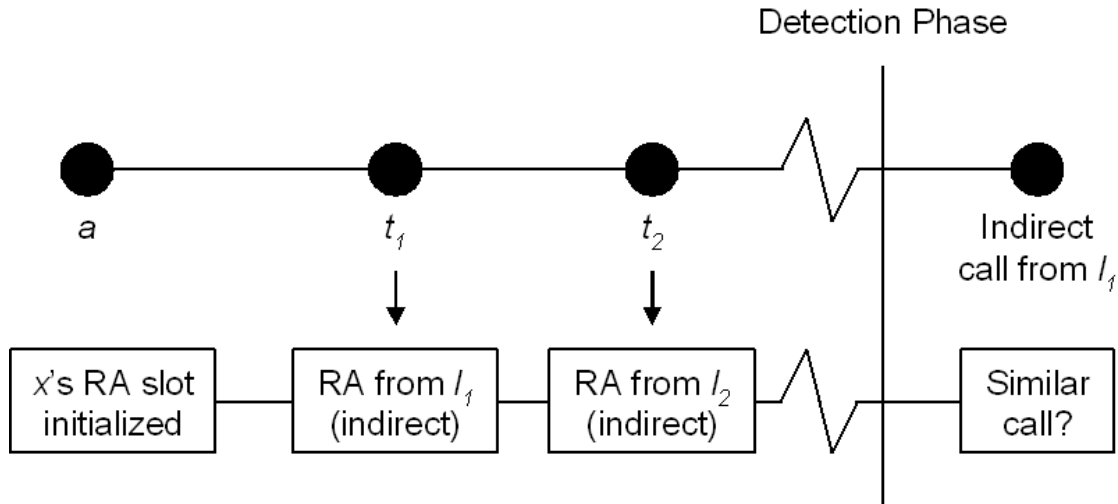 Detection Phase
a
t₁
t₂
Indirect
call from l₁
x's RA slot
initialized
RA from l₁
(indirect)
RA from l₂
(indirect)
Similar
call?